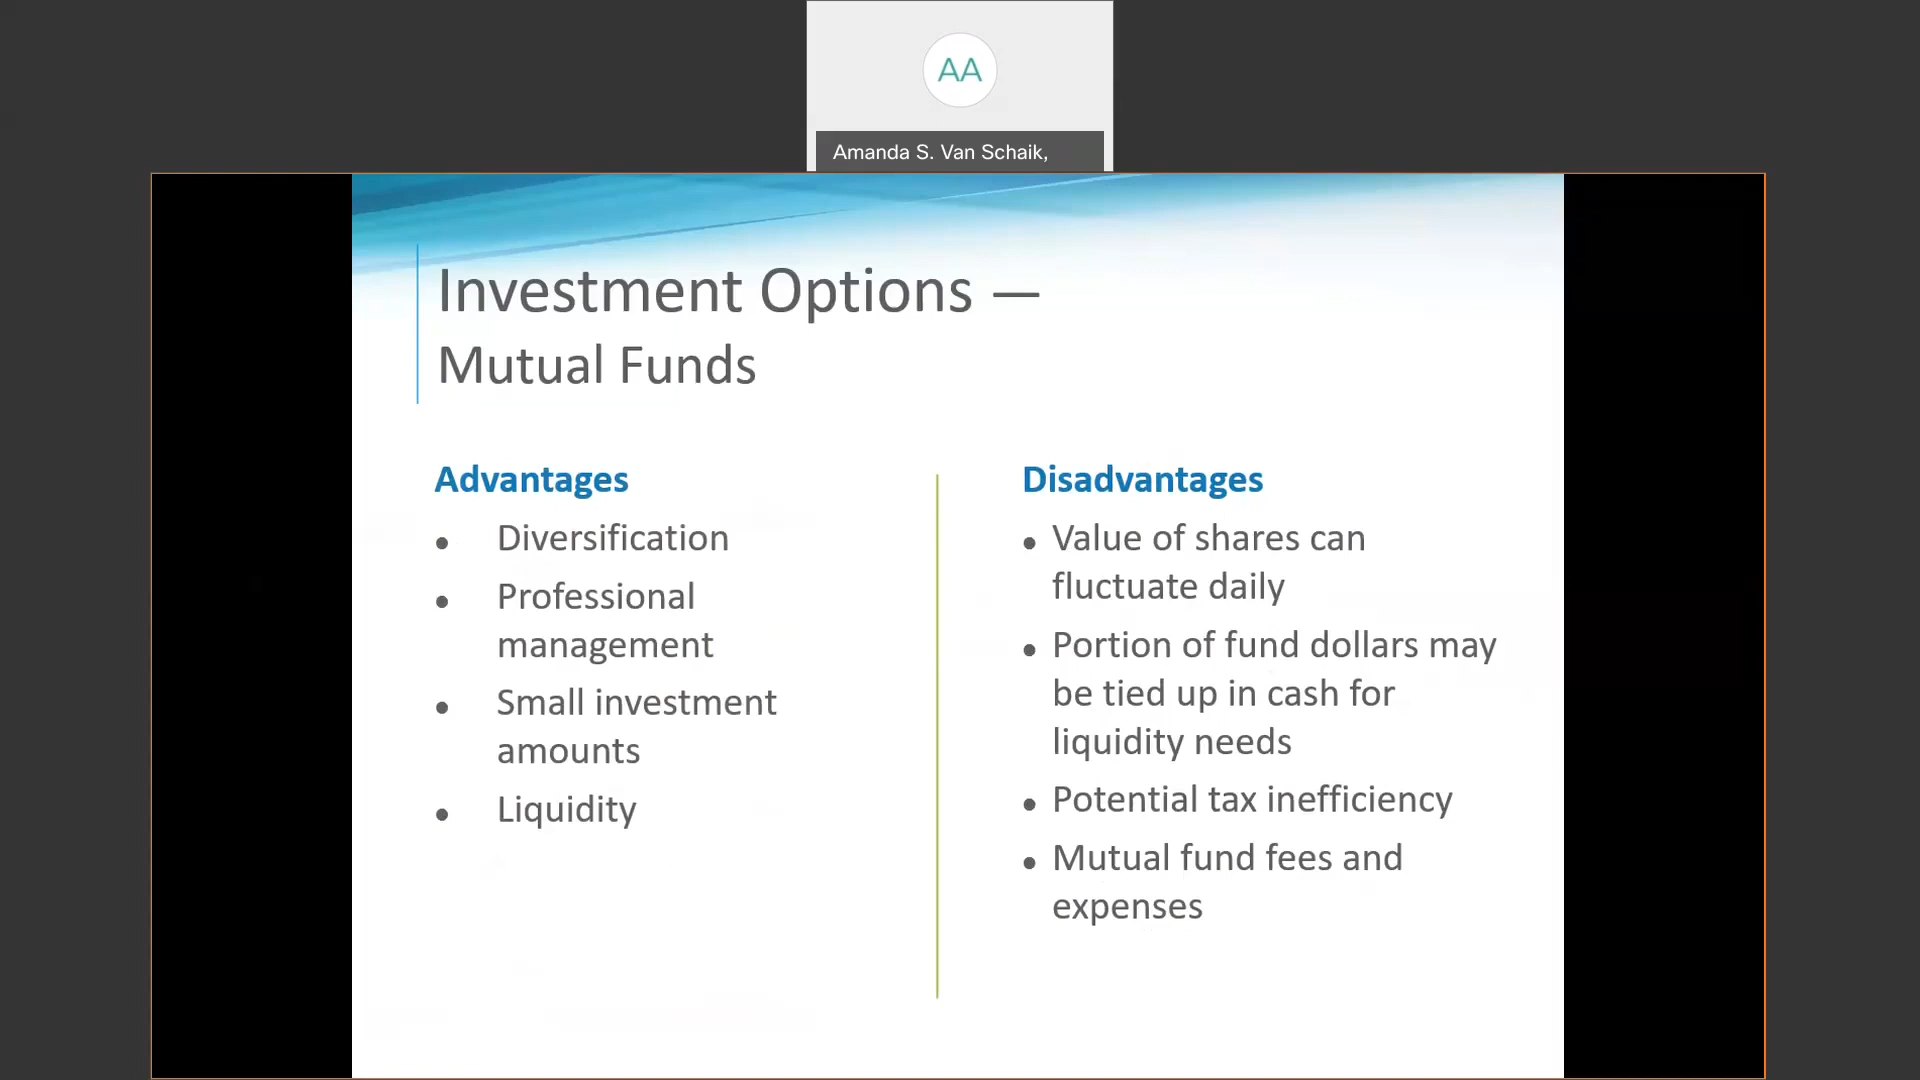 AA
Amanda S. Van Schaik,
Investment Options —
Mutual Funds
Advantages
• Diversification
• Professional
management
• Small investment
amounts
• Liquidity
Disadvantages
• Value of shares can
fluctuate daily
• Portion of fund dollars may
be tied up in cash for
liquidity needs
• Potential tax inefficiency
• Mutual fund fees and
expenses